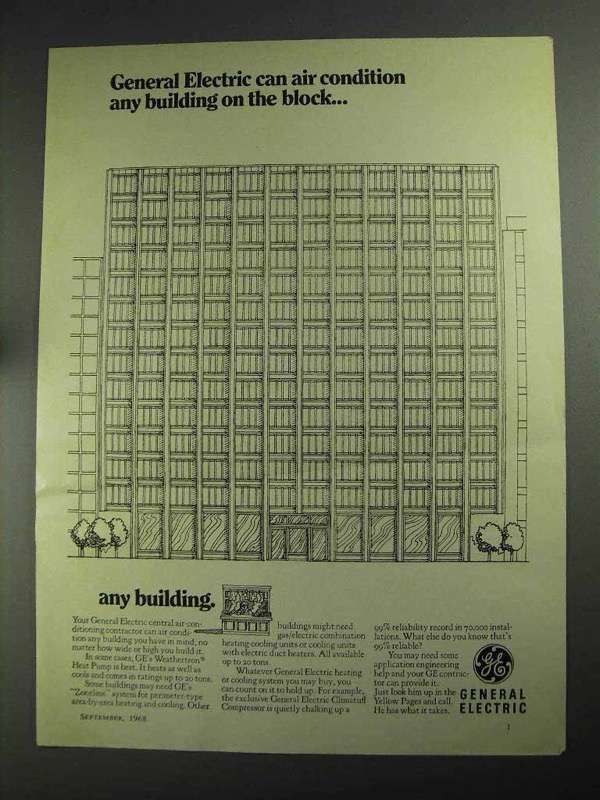 General Electric can air condition
any building on the block...
any building.
Your General Electric central air-con-
ditioning contractor can air condi-
tion any building you have in mind, no
matter how wide or high you build it.
In some cases, GE's Weathertron®
Heat Pump is best. It heats as well as
cools and comes in ratings up to 20 tons.
Some buildings may need GE's
"Zoneline" system for perimeter-type
area-by-area heating and cooling. Other
buildings might need
gas/electric combination
heating cooling units or cooling units
with electric duct heaters. All available
up to 20 tons.
Whatever General Electric heating
or cooling system you may buy, you
can count on it to hold up. For example,
the exclusive General Electric Climatuff
Compressor is quietly chalking up a
99% reliability record in 70,000 instal-
lations. What else do you know that's
99% reliable?
You may need some
application engineering
help and your GE contrac-
tor can provide it.
Just look him up in the
Yellow Pages and call.
He has what it takes.
GE
GENERAL
ELECTRIC
September, 1968
1